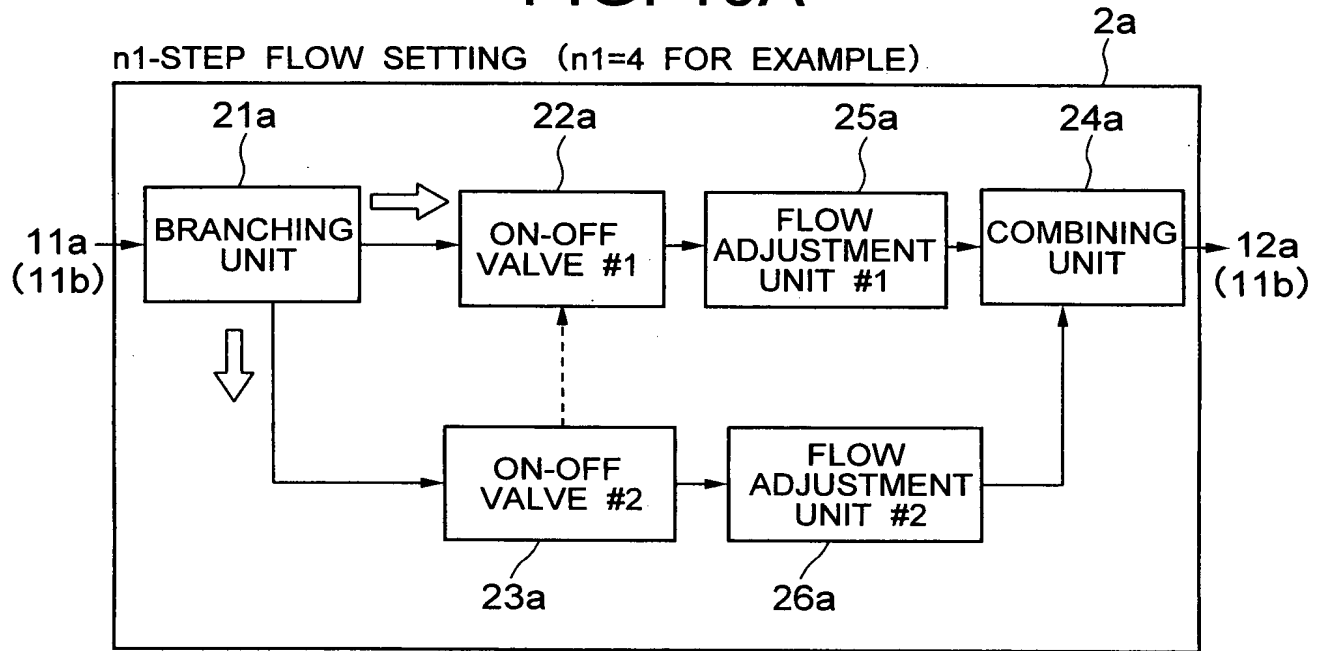 2a
n1-STEP FLOW SETTING (n1=4 FOR EXAMPLE)
21a
22a
25a
24a
11a
(11b)
BRANCHING
UNIT
ON-OFF
VALVE #1
FLOW
ADJUSTMENT
UNIT #1
COMBINING
UNIT
12a
(11b)
ON-OFF
VALVE #2
FLOW
ADJUSTMENT
UNIT #2
23a
26a